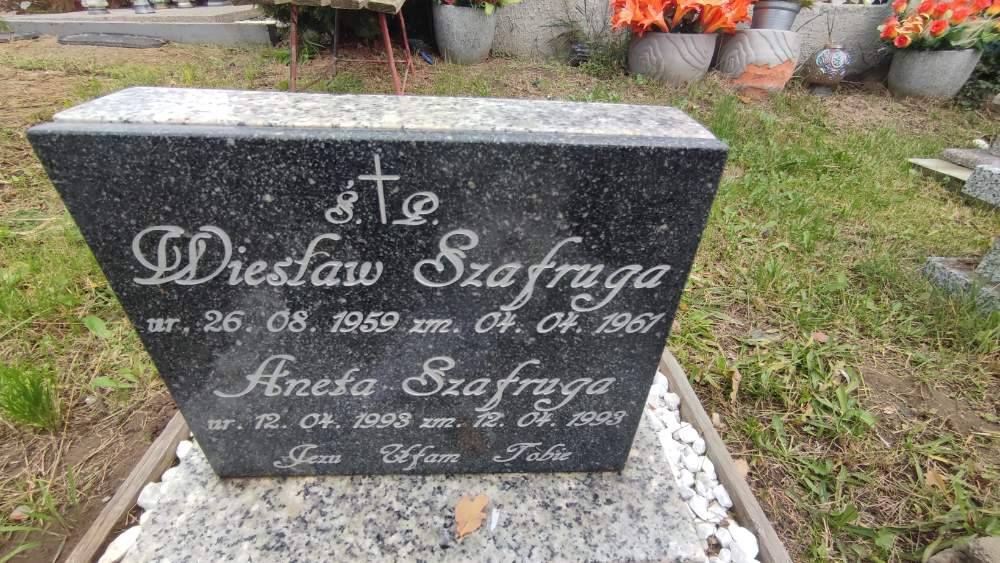 Ś. P.
Wiesław Szafruga
ur. 26. 08. 1959 zm. 04. 04. 1961
Aneta Szafruga
ur. 12. 04. 1993 zm. 12. 04. 1993
Jezu Ufam Tobie